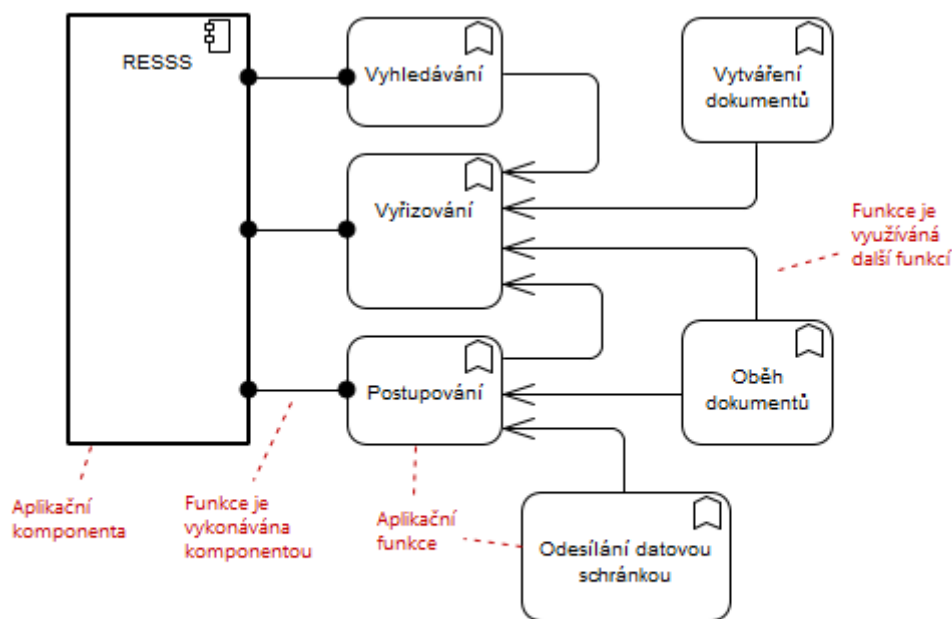 RESSS
Vyhledávání
Vytváření
dokumentů
Vyřizování
Funkce je
využíváná
další funkcí
Postupování
Oběh
dokumentů
Aplikační
komponenta
Funkce je
vykonávána
komponentou
Aplikační
funkce
Odesílání datovou
schránkou